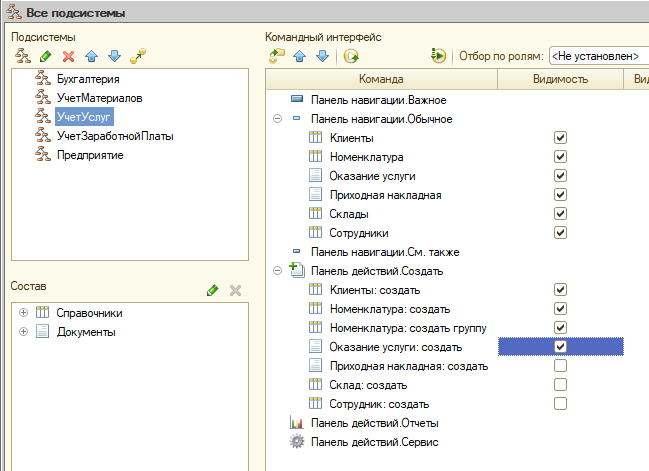 Все подсистемы
Подсистемы
Бухгалтерия
УчетМатериалов
УчетУслуг
УчетЗаработнойПлаты
Предприятие
Состав
Справочники
Документы
Командный интерфейс
Отбор по ролям: <Не установлен>
Команда Видимость Вид
Панель навигации.Важное
Панель навигации.Обычное
Клиенты
Номенклатура
Оказание услуги
Приходная накладная
Склады
Сотрудники
Панель навигации.См. также
Панель действий.Создать
Клиенты: создать
Номенклатура: создать
Номенклатура: создать группу
Оказание услуги: создать
Приходная накладная: создать
Склад: создать
Сотрудник: создать
Панель действий.Отчеты
Панель действий.Сервис